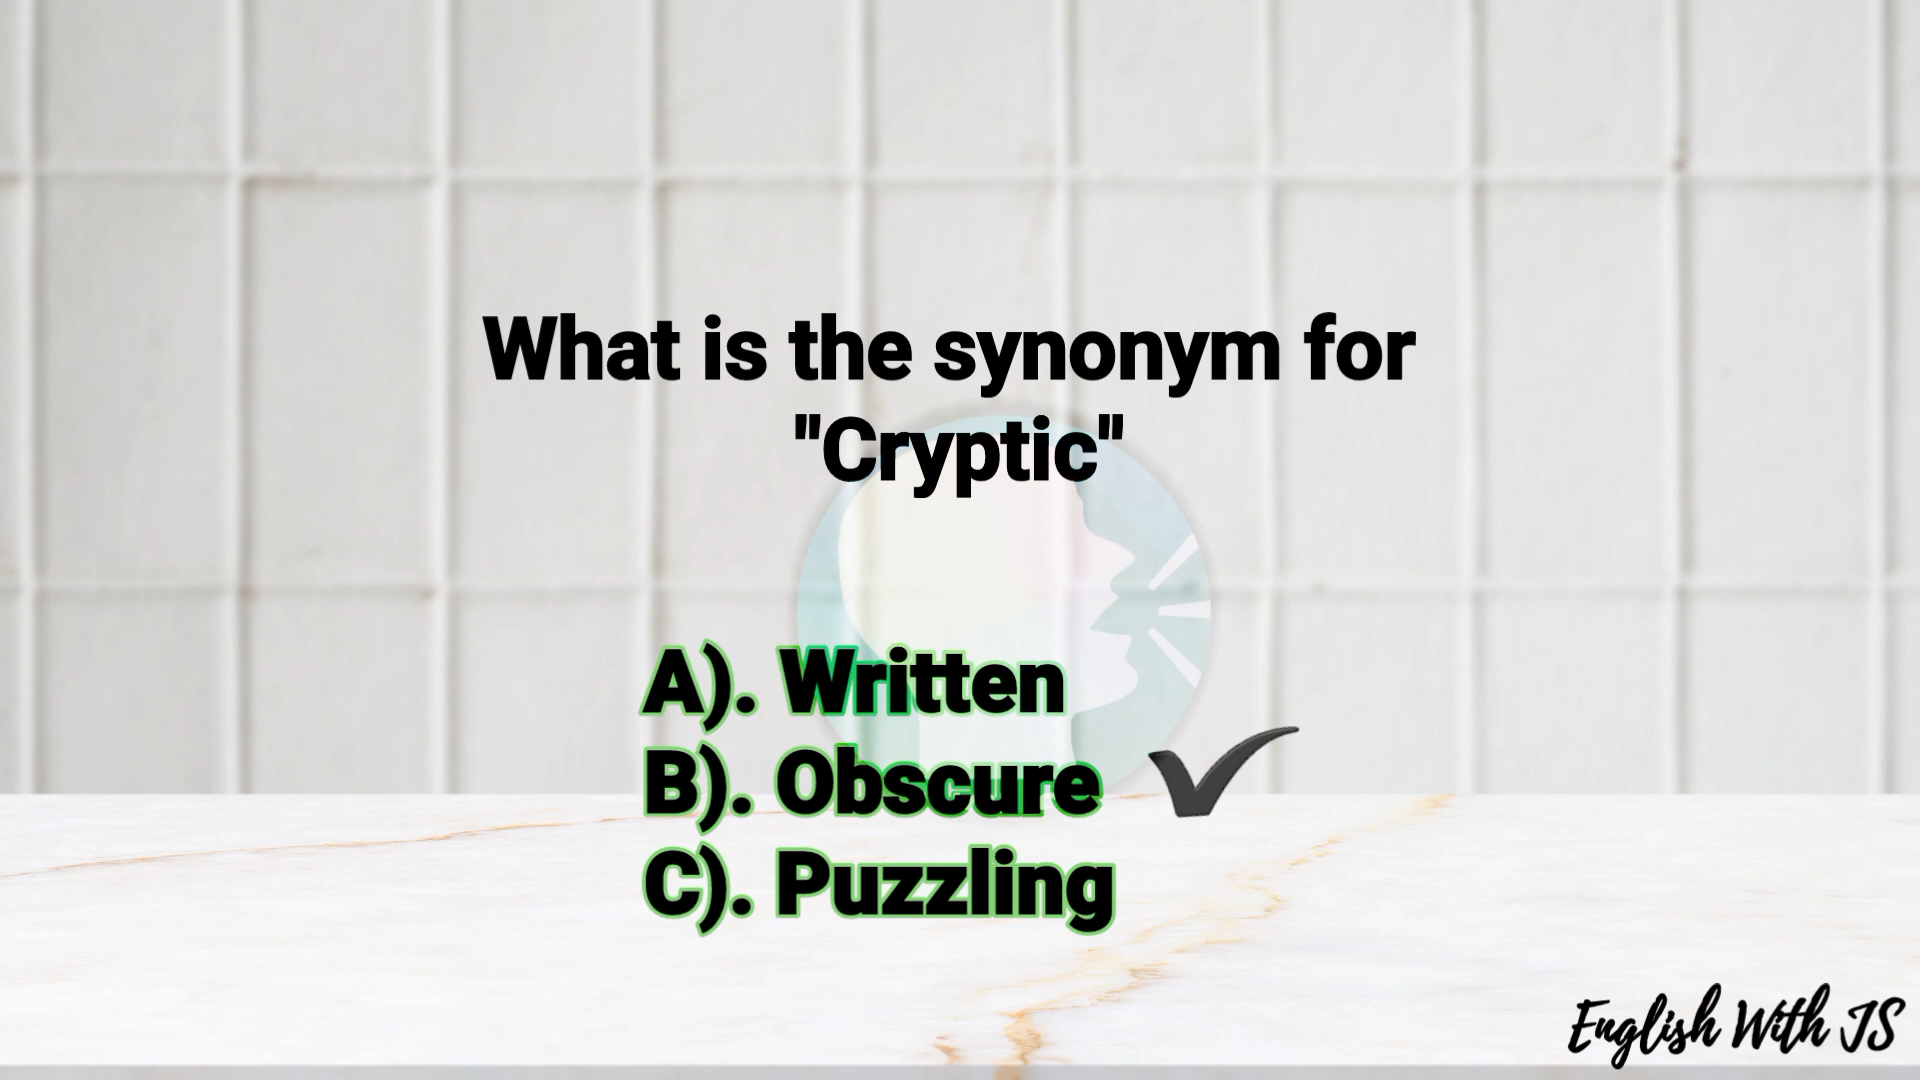 What is the synonym for
"Cryptic"
A). Written
B). Obscure ✔
C). Puzzling
English With JS